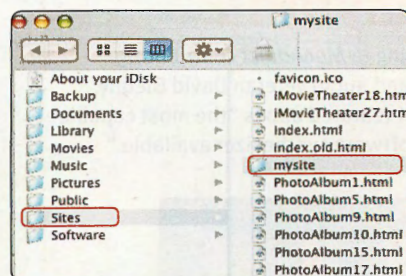 mysite
About your iDisk
Backup
Documents
Library
Movies
Music
Pictures
Public
Sites
Software
favicon.ico
iMovieTheater18.htm
iMovieTheater27.htm
index.html
index.old.html
mysite
PhotoAlbum1.html
PhotoAlbum5.html
PhotoAlbum9.html
PhotoAlbum10.html
PhotoAlbum15.html
PhotoAlbum17.html